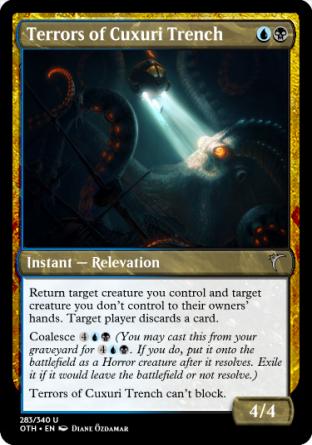 Terrors of Cuxuri Trench
Instant — Relevation
Return target creature you control and target
creature you don't control to their owners'
hands. Target player discards a card.
Coalesce 4 (You may cast this from your
graveyard for 4 . If you do, put it onto the
battlefield as a Horror creature after it resolves. Exile
it if it would leave the battlefield or not resolve.)
Terrors of Cuxuri Trench can't block.
4/4
283/340 U
OTH • EN Diane Özdamar